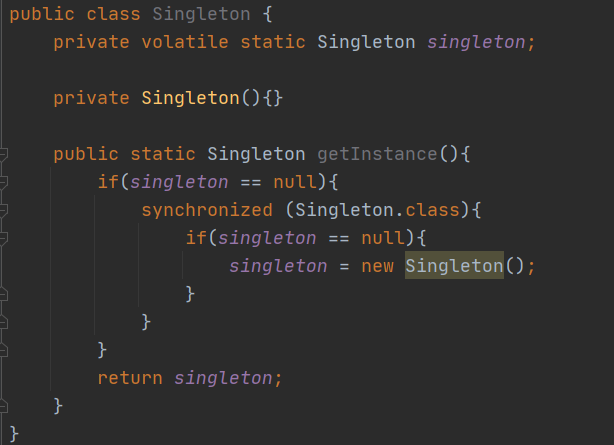 public class Singleton {
    private volatile static Singleton singleton;

    private Singleton(){}

    public static Singleton getInstance(){
        if(singleton == null){
            synchronized (Singleton.class){
                if(singleton == null){
                    singleton = new Singleton();
                }
            }
        }
        return singleton;
    }
}